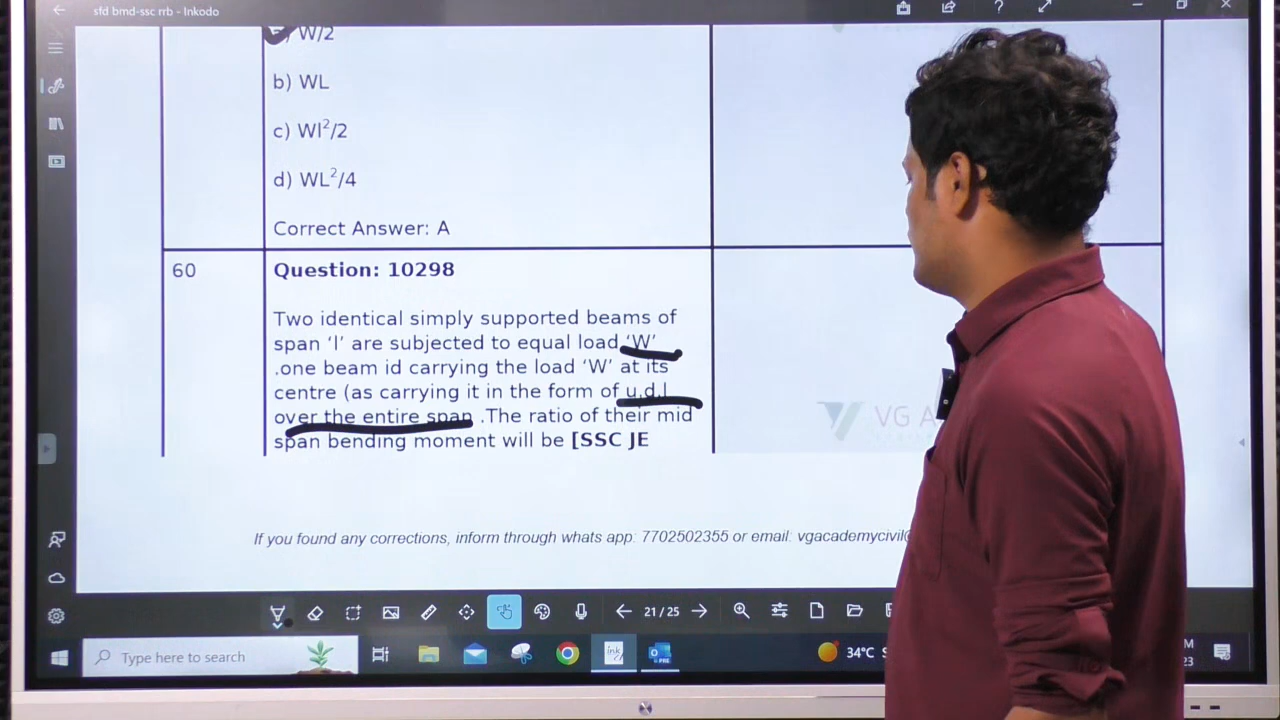 sfd bmd-ssc rrb - Inkodo
W/2
b) WL
c) Wl²/2
d) WL²/4
Correct Answer: A
60
Question: 10298
Two identical simply supported beams of
span ‘l’ are subjected to equal load ‘W’
.one beam id carrying the load ‘W’ at its
centre (as carrying it in the form of u.d.l
over the entire span .The ratio of their mid
span bending moment will be [SSC JE
VG A
If you found any corrections, inform through whats app: 7702502355 or email: vgacademycivil@
21 / 25
Type here to search
ink
PRE
34°C S
M
23